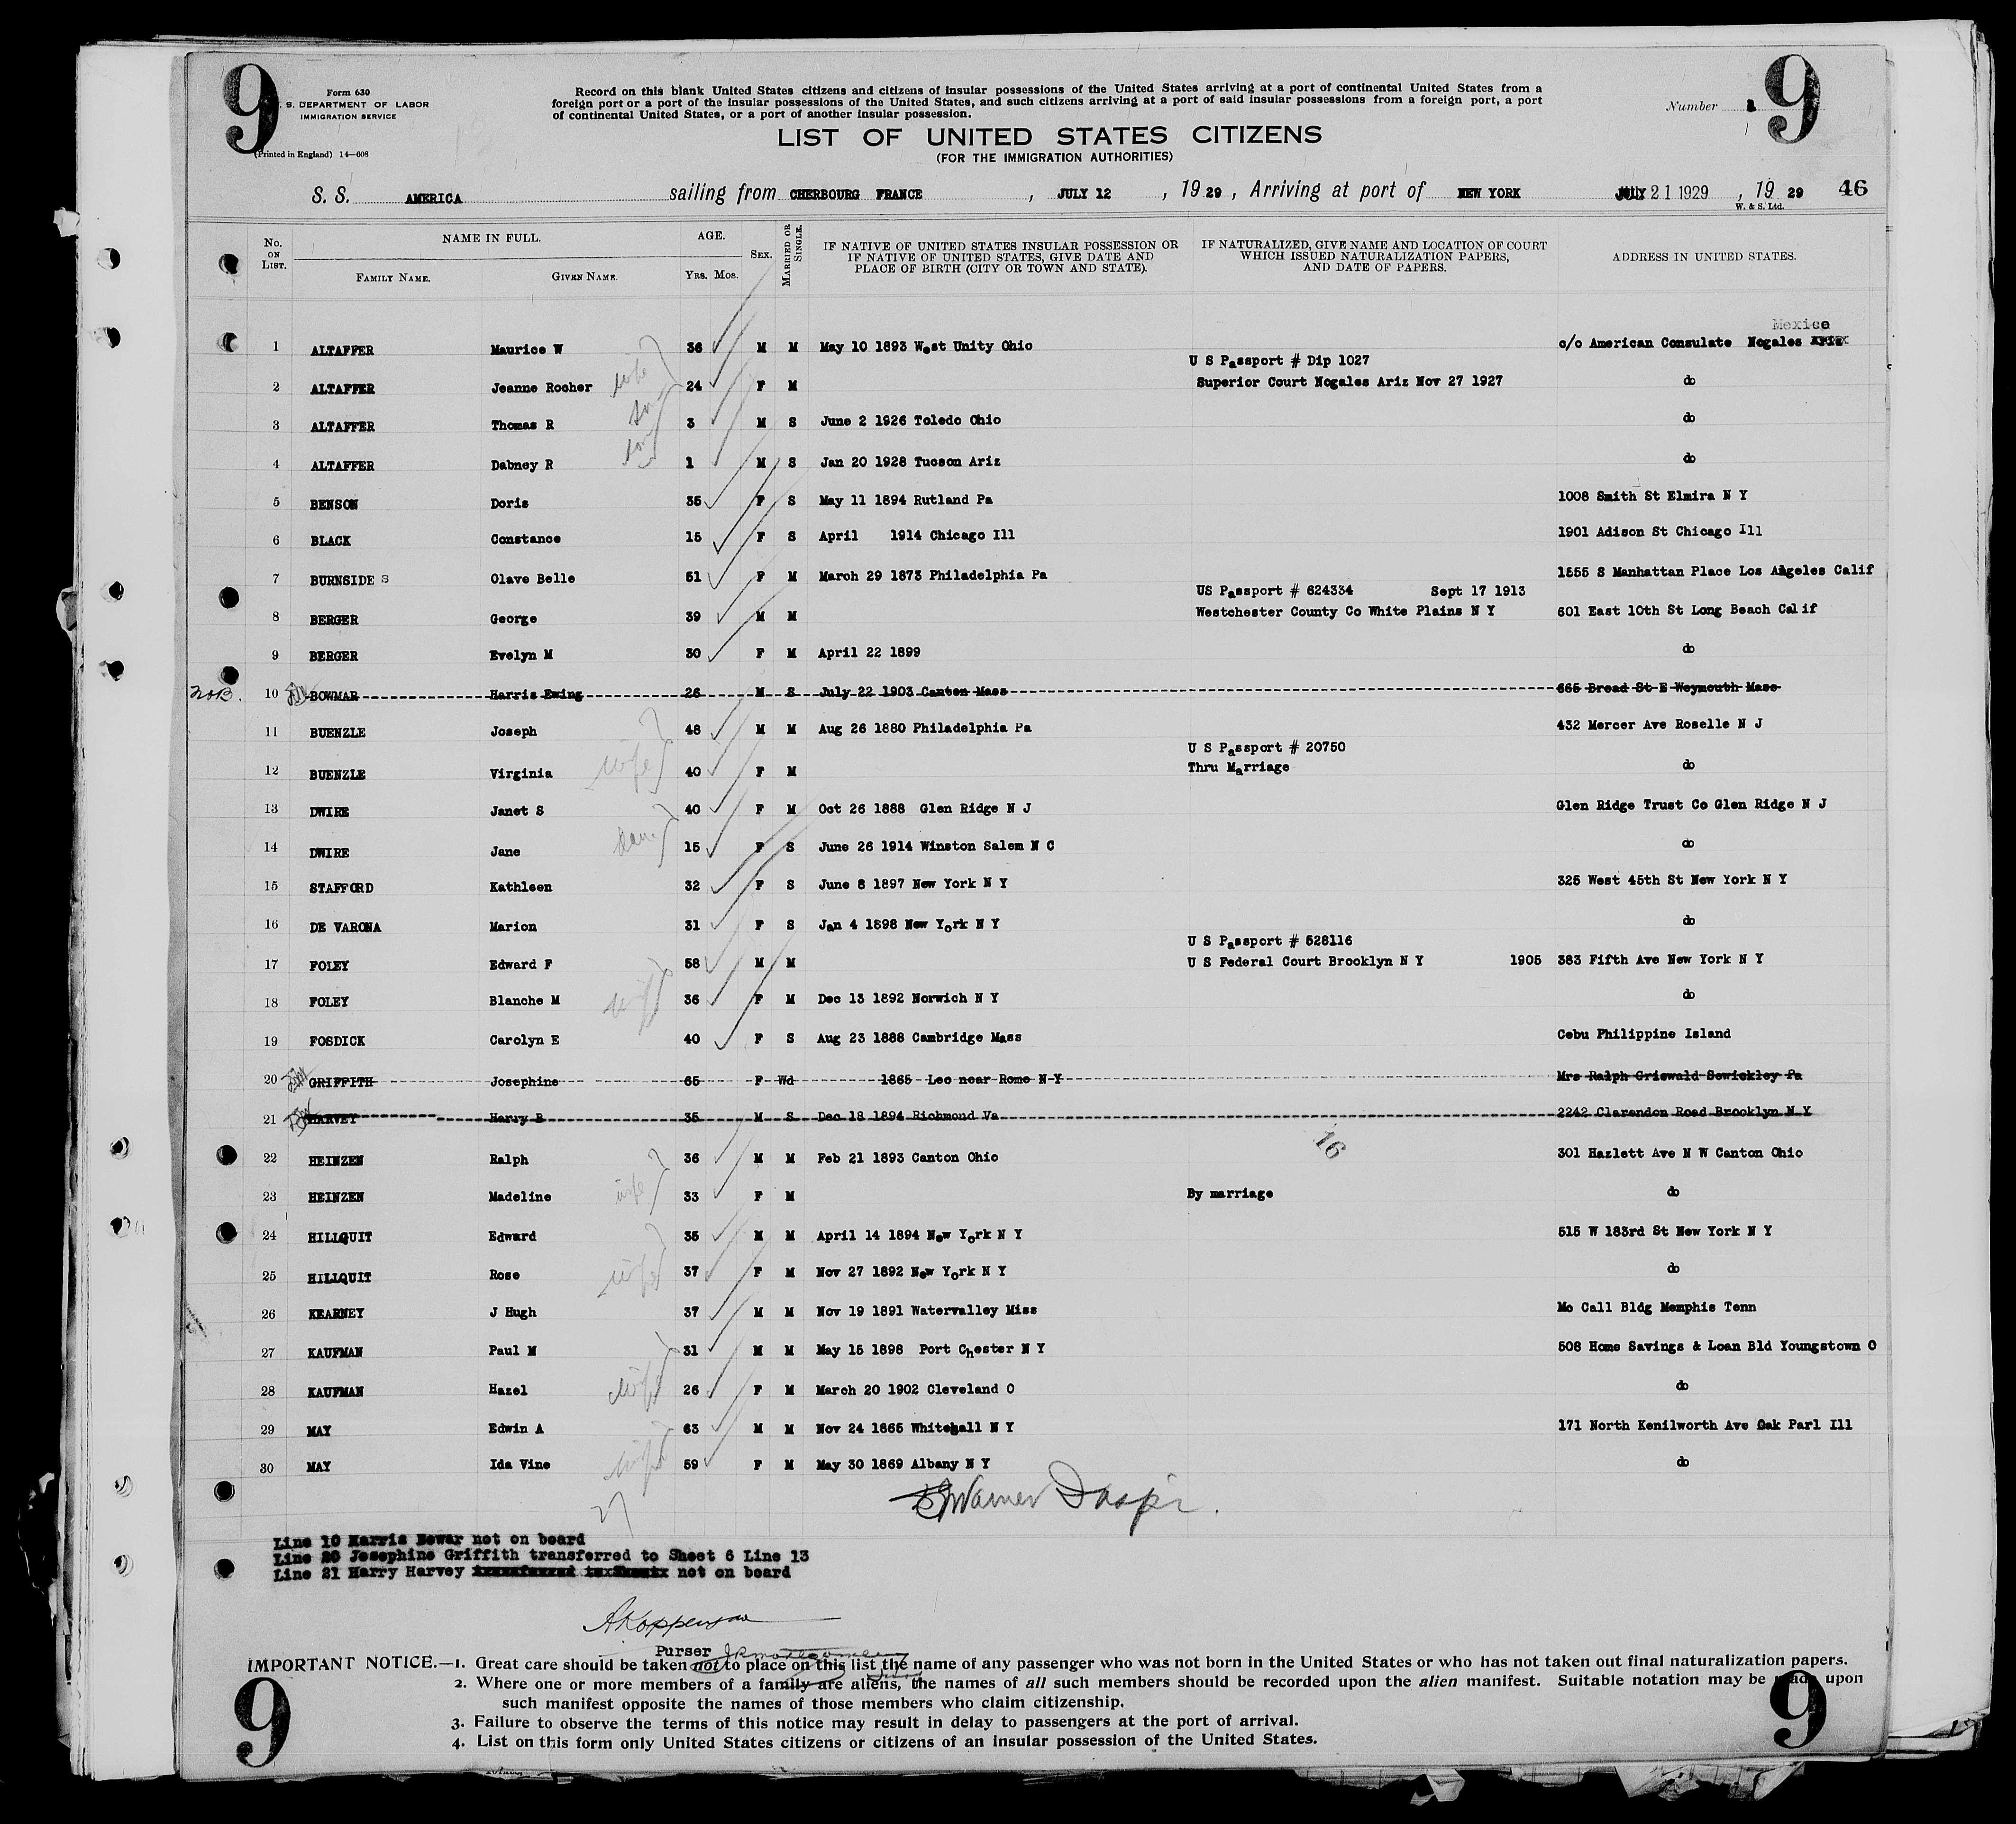 9
9
Form 630
S. DEPARTMENT OF LABOR
IMMIGRATION SERVICE
(Printed in England) 14—608
Record on this blank United States citizens and citizens of insular possessions of the United States arriving at a port of continental United States from a
foreign port or a port of the insular possessions of the United States, and such citizens arriving at a port of said insular possessions from a foreign port, a port
of continental United States, or a port of another insular possession.
Number
LIST OF UNITED STATES CITIZENS
(FOR THE IMMIGRATION AUTHORITIES)
S. S. AMERICA sailing from CHERBOURG FRANCE, JULY 12, 19 29, Arriving at port of NEW YORK JULY 21 1929, 19 29 46
W. & S. Ltd.
No. ON LIST. NAME IN FULL. AGE. SEX. MARRIED OR SINGLE. IF NATIVE OF UNITED STATES INSULAR POSSESSION OR IF NATIVE OF UNITED STATES, GIVE DATE AND PLACE OF BIRTH (CITY OR TOWN AND STATE). IF NATURALIZED, GIVE NAME AND LOCATION OF COURT WHICH ISSUED NATURALIZATION PAPERS, AND DATE OF PAPERS. ADDRESS IN UNITED STATES.
FAMILY NAME. GIVEN NAME. YRS. MOS.
Mexico
1 ALTAFFER Maurice W 36 M M May 10 1893 West Unity Ohio c/o American Consulate Nogales Ariz
U S Passport # Dip 1027
2 ALTAFFER Jeanne Rocher wife 24 F M Superior Court Nogales Ariz Nov 27 1927 do
3 ALTAFFER Thomas R son 3 M S June 2 1926 Toledo Ohio do
4 ALTAFFER Dabney R son 1 M S Jan 20 1928 Tucson Ariz do
5 BENSON Doris 35 F S May 11 1894 Rutland Pa 1008 Smith St Elmira N Y
6 BLACK Constance 15 F S April 1914 Chicago Ill 1901 Adison St Chicago Ill
7 BURNSIDE S Olave Belle 51 F M March 29 1873 Philadelphia Pa 1555 S Manhattan Place Los Angeles Calif
US Passport # 624334 Sept 17 1913
8 BERGER George 39 M M Westchester County Co White Plains N Y 601 East 10th St Long Beach Calif
9 BERGER Evelyn M 30 F M April 22 1899 do
NOB. 10 BOWMAR Harris Ewing 26 M S July 22 1903 Canton Mass 665 Broad St E Weymouth Mass
11 BUENZLE Joseph 48 M M Aug 26 1880 Philadelphia Pa 432 Mercer Ave Roselle N J
U S Passport # 20750
12 BUENZLE Virginia wife 40 F M Thru Marriage do
13 DWIRE Janet S 40 F M Oct 26 1888 Glen Ridge N J Glen Ridge Trust Co Glen Ridge N J
14 DWIRE Jane dau 15 F S June 26 1914 Winston Salem N C do
15 STAFFORD Kathleen 32 F S June 8 1897 New York N Y 325 West 45th St New York N Y
16 DE VARONA Marion 31 F S Jan 4 1898 New York N Y do
U S Passport # 528116
17 FOLEY Edward F 58 M M U S Federal Court Brooklyn N Y 1905 383 Fifth Ave New York N Y
18 FOLEY Blanche M wife 36 F M Dec 13 1892 Norwich N Y do
19 FOSDICK Carolyn E 40 F S Aug 23 1888 Cambridge Mass Cebu Philippine Island
20 GRIFFITH Josephine 65 F Wd 1865 Lee near Rome N Y Mrs Ralph Griswald Sewickley Pa
21 HARVEY Harry B 35 M S Dec 18 1894 Richmond Va 2242 Clarendon Road Brooklyn N Y
16
22 HEINZEN Ralph 36 M M Feb 21 1893 Canton Ohio 301 Hazlett Ave N W Canton Ohio
23 HEINZEN Madeline wife 33 F M By marriage do
24 HILLQUIT Edward 35 M M April 14 1894 New York N Y 515 W 183rd St New York N Y
25 HILLQUIT Rose wife 37 F M Nov 27 1892 New York N Y do
26 KEARNEY J Hugh 37 M M Nov 19 1891 Watervalley Miss Mc Call Bldg Memphis Tenn
27 KAUFMAN Paul M 31 M M May 15 1898 Port Chester N Y 508 Home Savings & Loan Bld Youngstown O
28 KAUFMAN Hazel wife 26 F M March 20 1902 Cleveland O do
29 MAY Edwin A 63 M M Nov 24 1865 Whitehall N Y 171 North Kenilworth Ave Oak Parl Ill
30 MAY Ida Vine wife 59 F M May 30 1869 Albany N Y do
27
Line 10 Harris Bowar not on board
Line 20 Josephine Griffith transferred to Sheet 6 Line 13
Line 21 Harry Harvey not on board
Purser
IMPORTANT NOTICE.—1. Great care should be taken not to place on this list the name of any passenger who was not born in the United States or who has not taken out final naturalization papers.
2. Where one or more members of a family are aliens, the names of all such members should be recorded upon the alien manifest. Suitable notation may be made upon
such manifest opposite the names of those members who claim citizenship.
3. Failure to observe the terms of this notice may result in delay to passengers at the port of arrival.
4. List on this form only United States citizens or citizens of an insular possession of the United States.
9
9